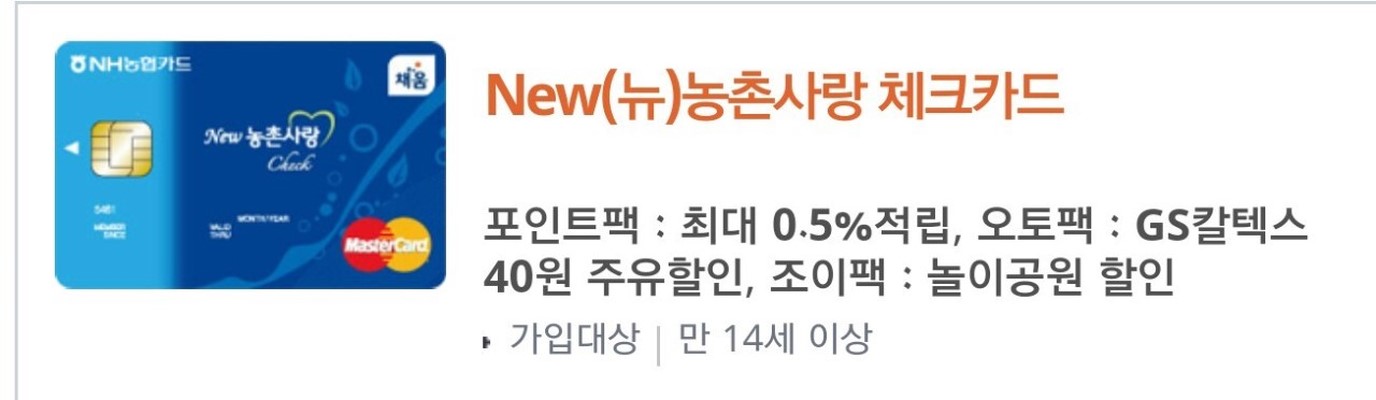 NH농협카드
채움
New 농촌사랑
Check
5461
MEMBER
SINCE
MONTH/YEAR
VALID
THRU
MasterCard
New(뉴)농촌사랑 체크카드
포인트팩 : 최대 0.5%적립, 오토팩 : GS칼텍스
40원 주유할인, 조이팩 : 놀이공원 할인
가입대상 | 만 14세 이상